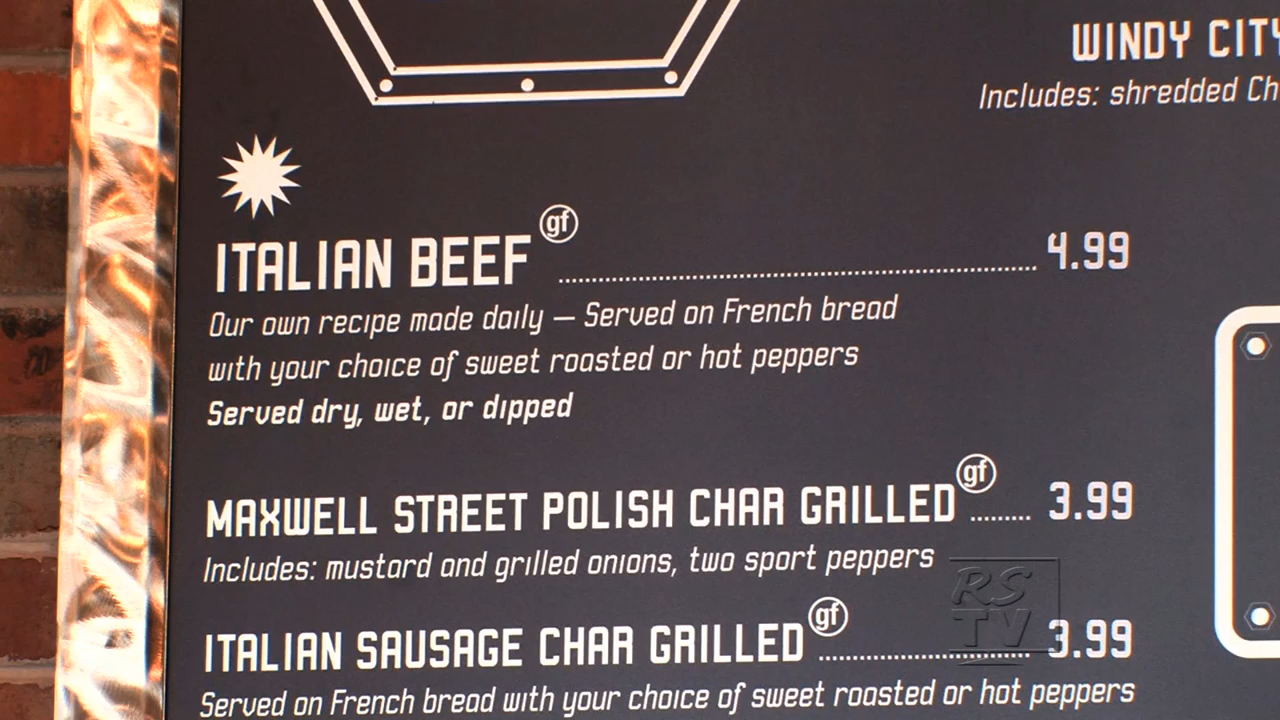 WINDY CITY
Includes: shredded Ch
gf
ITALIAN BEEF 4.99
Our own recipe made daily — Served on French bread
with your choice of sweet roasted or hot peppers
Served dry, wet, or dipped
gf
MAXWELL STREET POLISH CHAR GRILLED 3.99
Includes: mustard and grilled onions, two sport peppers
gf
ITALIAN SAUSAGE CHAR GRILLED 3.99
Served on French bread with your choice of sweet roasted or hot peppers
RS
TV